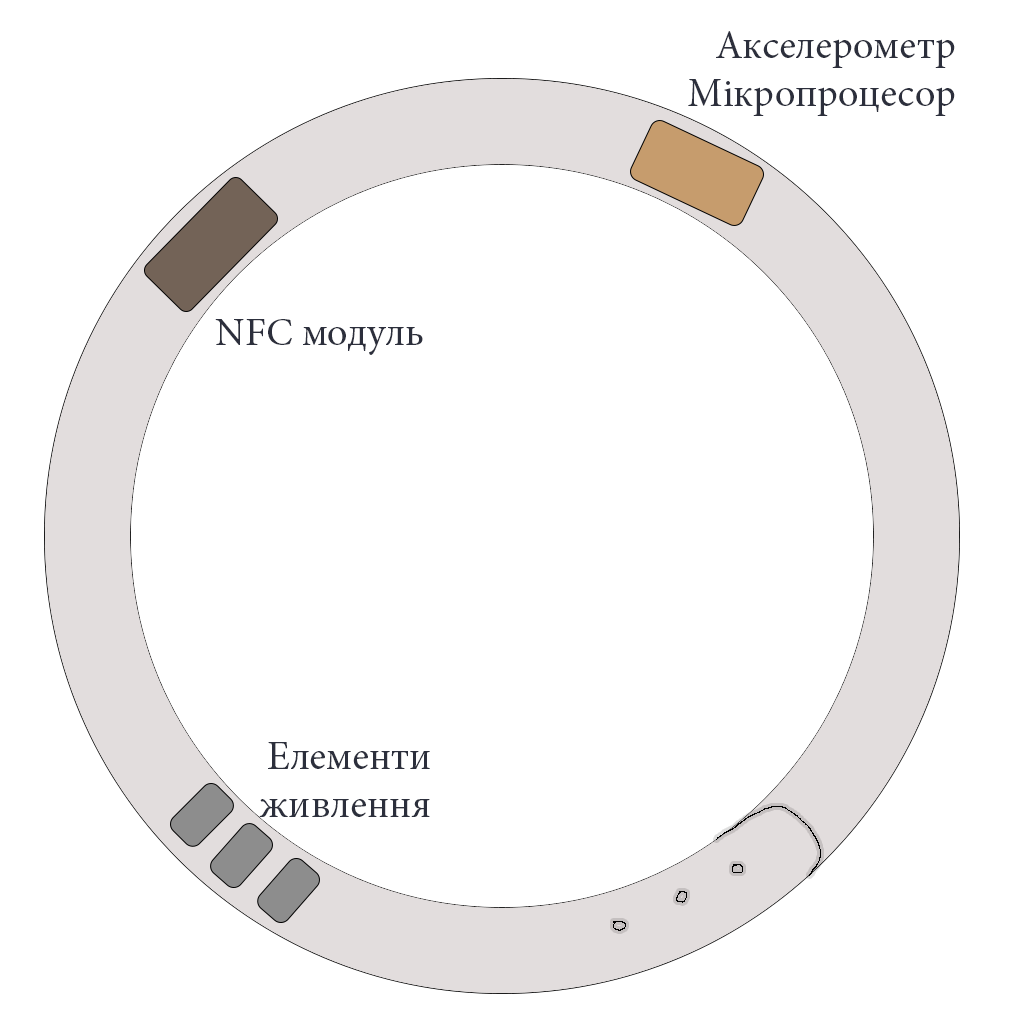 Акселерометр
Мікропроцесор
NFC модуль
Елементи
живлення